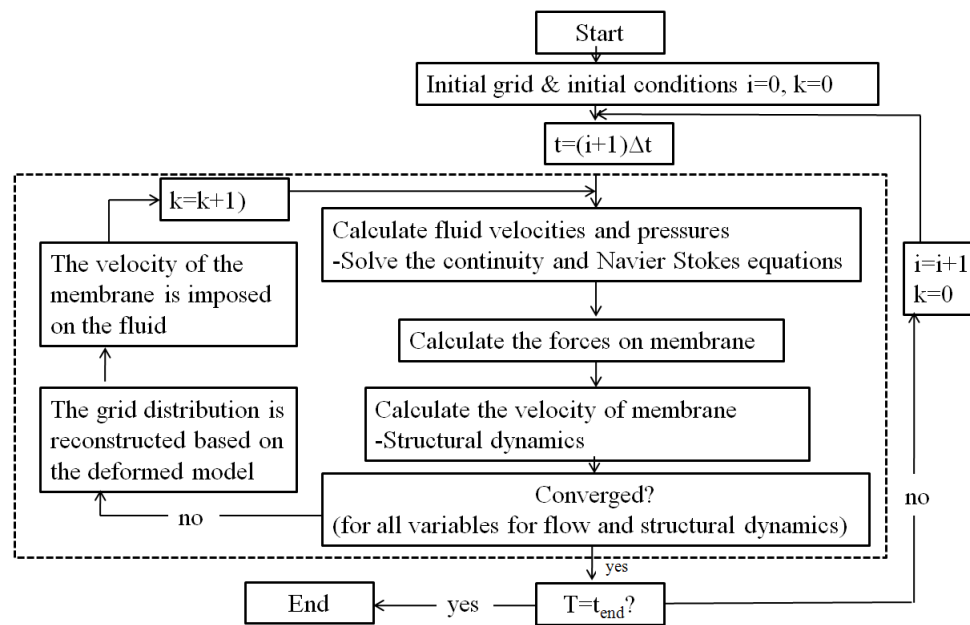 Start
Initial grid & initial conditions i=0, k=0
t=(i+1)Δt
k=k+1)
Calculate fluid velocities and pressures
-Solve the continuity and Navier Stokes equations
The velocity of the
membrane is imposed
on the fluid
i=i+1
k=0
Calculate the forces on membrane
The grid distribution is
reconstructed based on
the deformed model
Calculate the velocity of membrane
-Structural dynamics
Converged?
(for all variables for flow and structural dynamics)
no
no
yes
T=tend?
yes
End